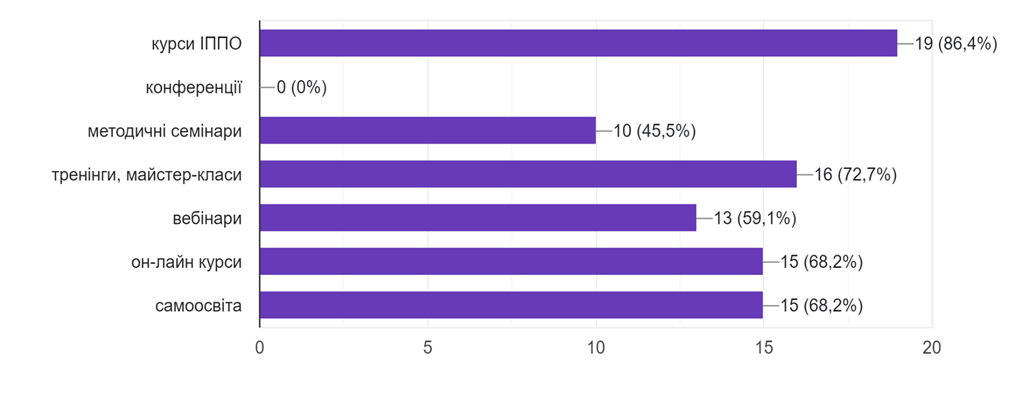 курси ІППО 19 (86,4%)
конференції 0 (0%)
методичні семінари 10 (45,5%)
тренінги, майстер-класи 16 (72,7%)
вебінари 13 (59,1%)
он-лайн курси 15 (68,2%)
самоосвіта 15 (68,2%)
0 5 10 15 20